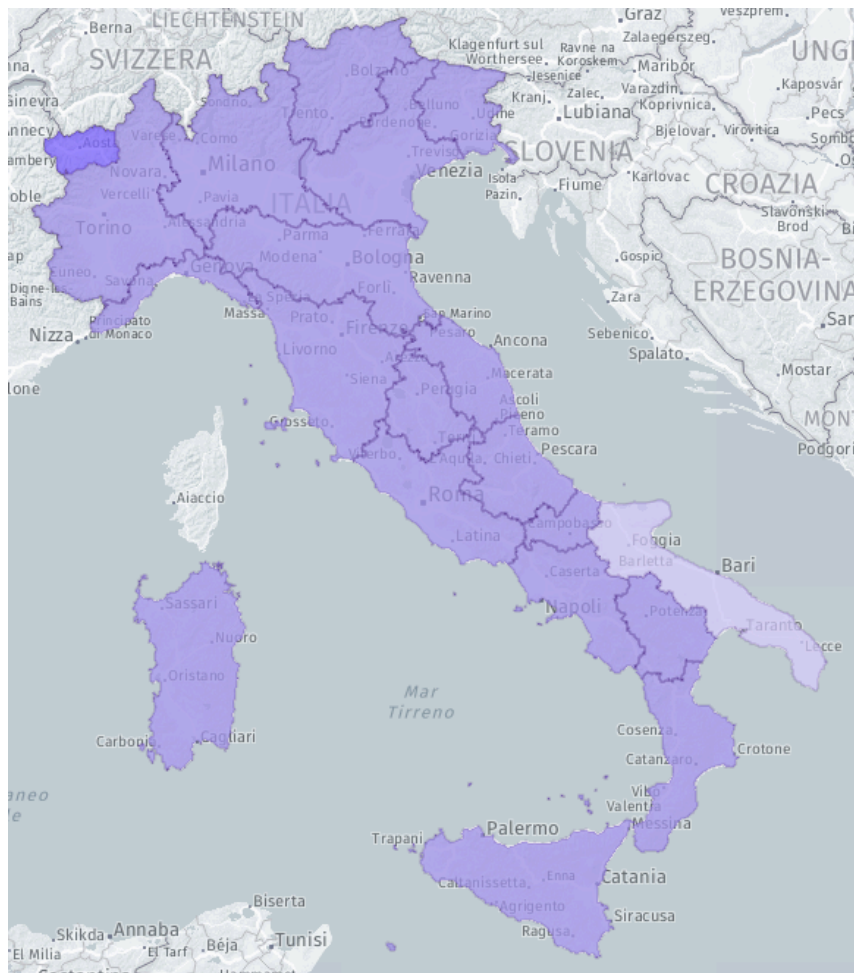 LIECHTENSTEIN
Graz
Veszprem.
Berna
Zalaegerszeg
SVIZZERA
Klagenfurt sul
Worthersee
Ravne na
Koroskem
UNGI
Maribor
Bolzano
Jesenice
Kaposvár
Ginevra
Sondrio
Belluno
Kranj
Zalec
Varazdin
Koprivnica
Trento
Udine
Lubiana
Pecs
Annecy
Varese
Como
Pordenone
Gorizia
Bjelovar
Virovitica
Sombo
Aosta
Treviso
SLOVENIA
Milano
Venezia
Isola
Fiume
Karlovac
Novara
Pazin
CROAZIA
Vercelli
Pavia
ITALIA
Slavonski
Brod
Torino
Alessandria
Ferrara
Parma
Modena
Bologna
Gospic
BOSNIA-
ERZEGOVINA
Genova
Cuneo
Savona
Ravenna
Digne-les
Bains
La Spezia
Forlì
Zara
Massa
Prato
San Marino
Nizza
Principato
di Monaco
Firenze
Pesaro
Sebenico
Ancona
Livorno
Arezzo
Spalato
Macerata
Mostar
Siena
Perugia
Ascoli
Piceno
MONT
Grosseto
Terni
Teramo
Viterbo
L'Aquila
Chieti
Pescara
Podgori
Aiaccio
Roma
Campobasso
Latina
Foggia
Barletta
Bari
Caserta
Sassari
Napoli
Potenza
Taranto
Nuoro
Lecce
Oristano
Mar
Tirreno
Carbonia
Cagliari
Cosenza
Crotone
Catanzaro
Vibo
Valentia
Messina
Palermo
Trapani
Caltanissetta
Enna
Catania
Agrigento
Siracusa
Biserta
Ragusa
Skikda
Annaba
El Milia
El Tarf
Béja
Tunisi